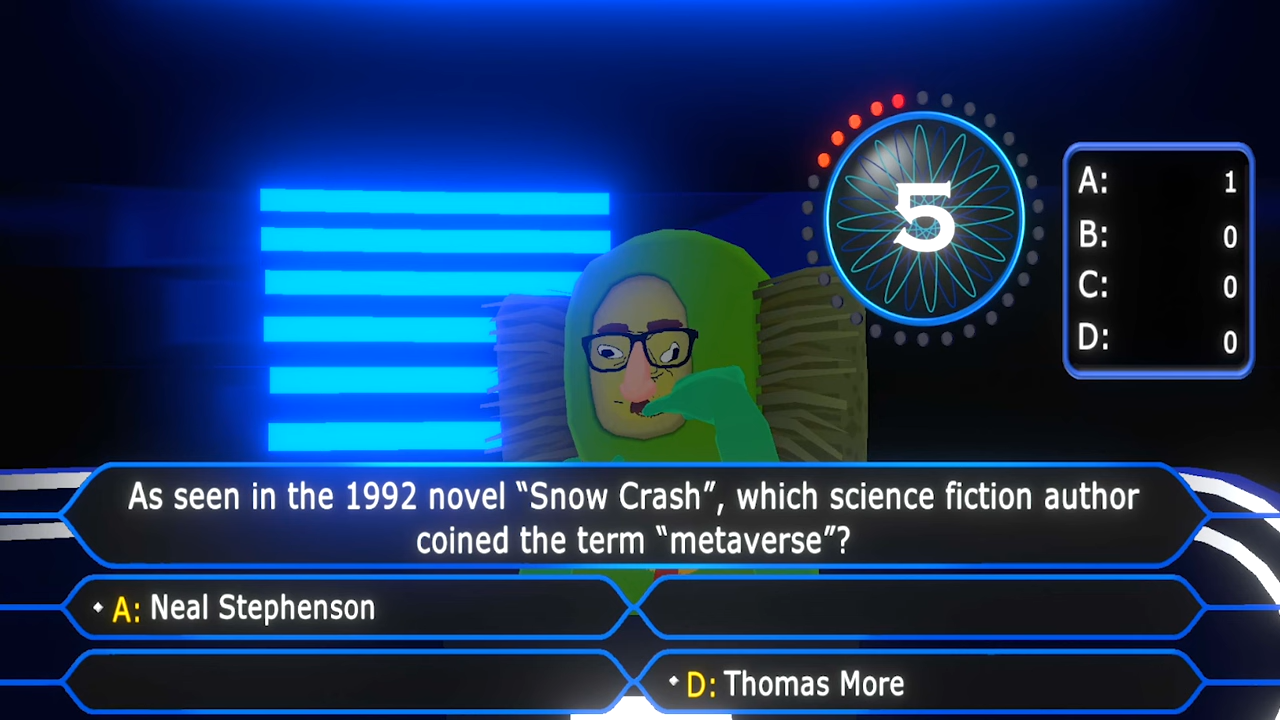 5
A: 1
B: 0
C: 0
D: 0
As seen in the 1992 novel “Snow Crash”, which science fiction author
coined the term “metaverse”?
A: Neal Stephenson
D: Thomas More